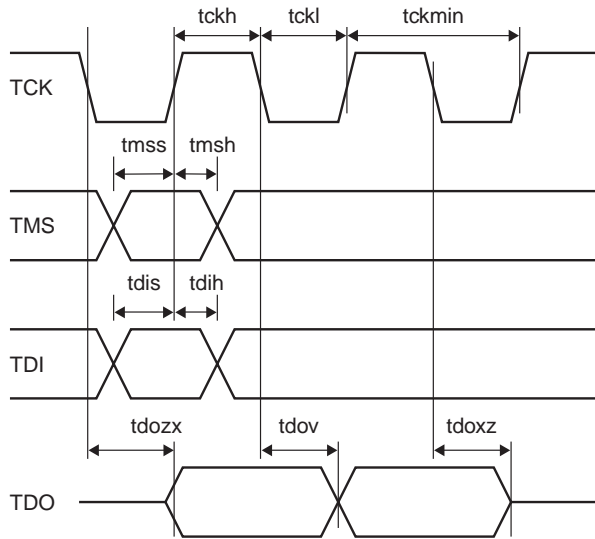 tckh tckl tckmin
TCK
tmss tmsh
TMS
tdis tdih
TDI
tdozx tdov tdoxz
TDO